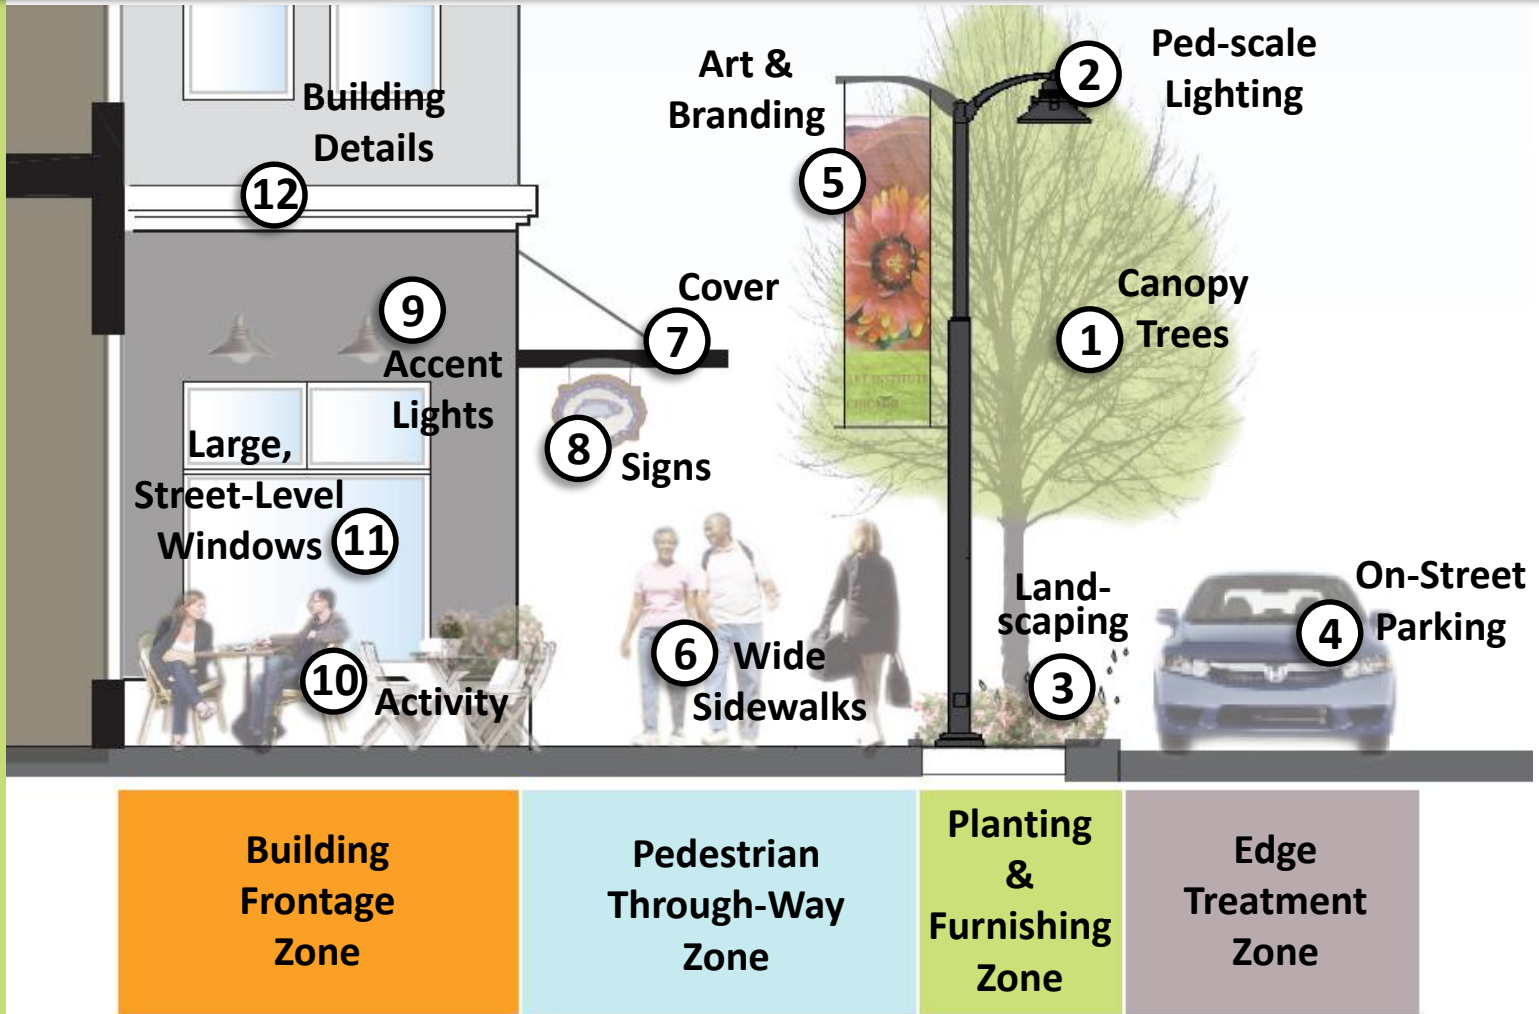 Building
Details
12
Art &
Branding
5
2
Ped-scale
Lighting
9
Accent
Lights
Cover
7
Canopy
Trees
1
8
Signs
Large,
Street-Level
Windows
11
10
Activity
6
Wide
Sidewalks
Land-
scaping
3
On-Street
Parking
4
Building
Frontage
Zone
Pedestrian
Through-Way
Zone
Planting
&
Furnishing
Zone
Edge
Treatment
Zone